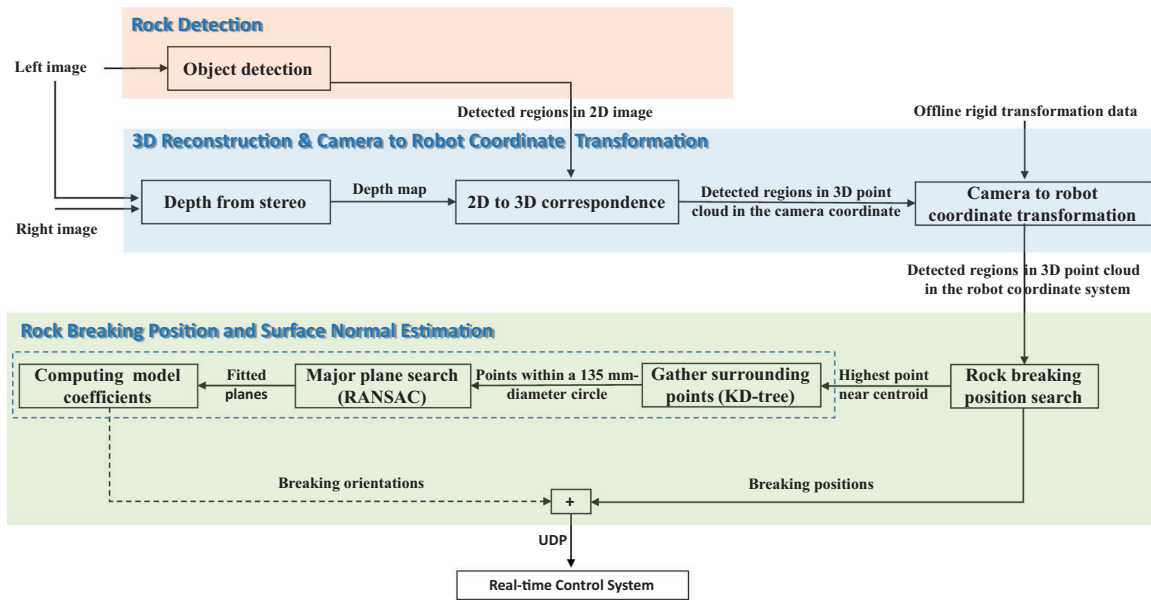 Rock Detection
Left image
Object detection
Detected regions in 2D image
Offline rigid transformation data
3D Reconstruction & Camera to Robot Coordinate Transformation
Depth from stereo
Depth map
2D to 3D correspondence
Detected regions in 3D point
cloud in the camera coordinate
Camera to robot
coordinate transformation
Right image
Detected regions in 3D point cloud
in the robot coordinate system
Rock Breaking Position and Surface Normal Estimation
Computing model
coefficients
Fitted
planes
Major plane search
(RANSAC)
Points within a 135 mm-
diameter circle
Gather surrounding
points (KD-tree)
Highest point
near centroid
Rock breaking
position search
Breaking orientations
Breaking positions
+
UDP
Real-time Control System